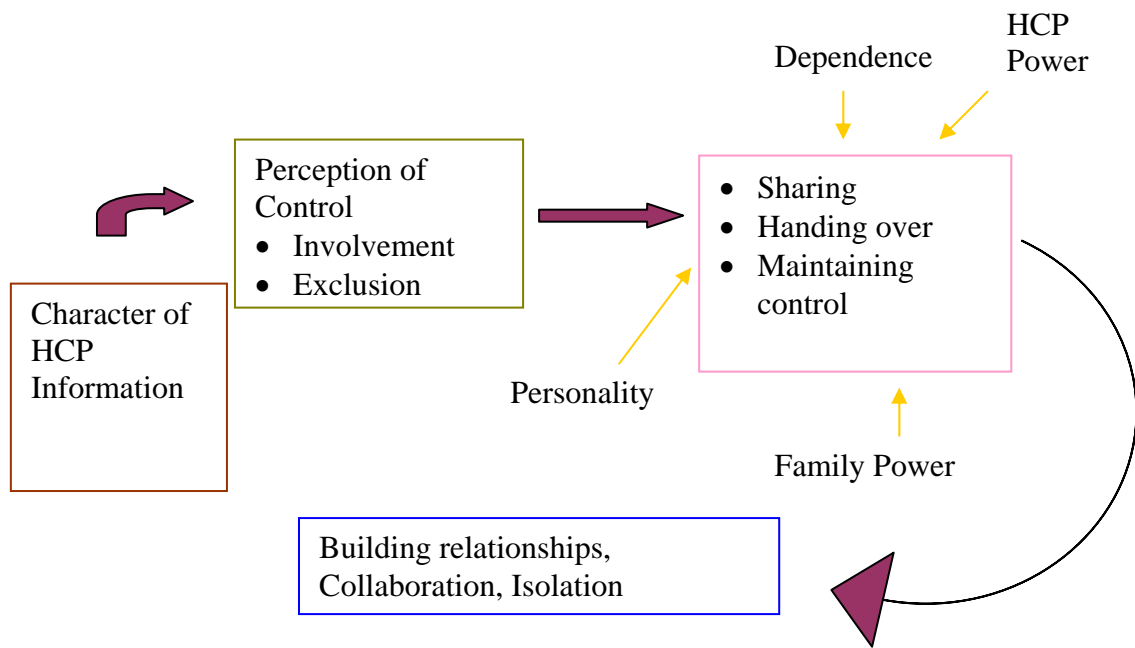 HCP
Power
Dependence
Perception of
Control
• Involvement
• Exclusion
• Sharing
• Handing over
• Maintaining
control
Character of
HCP
Information
Personality
Family Power
Building relationships,
Collaboration, Isolation